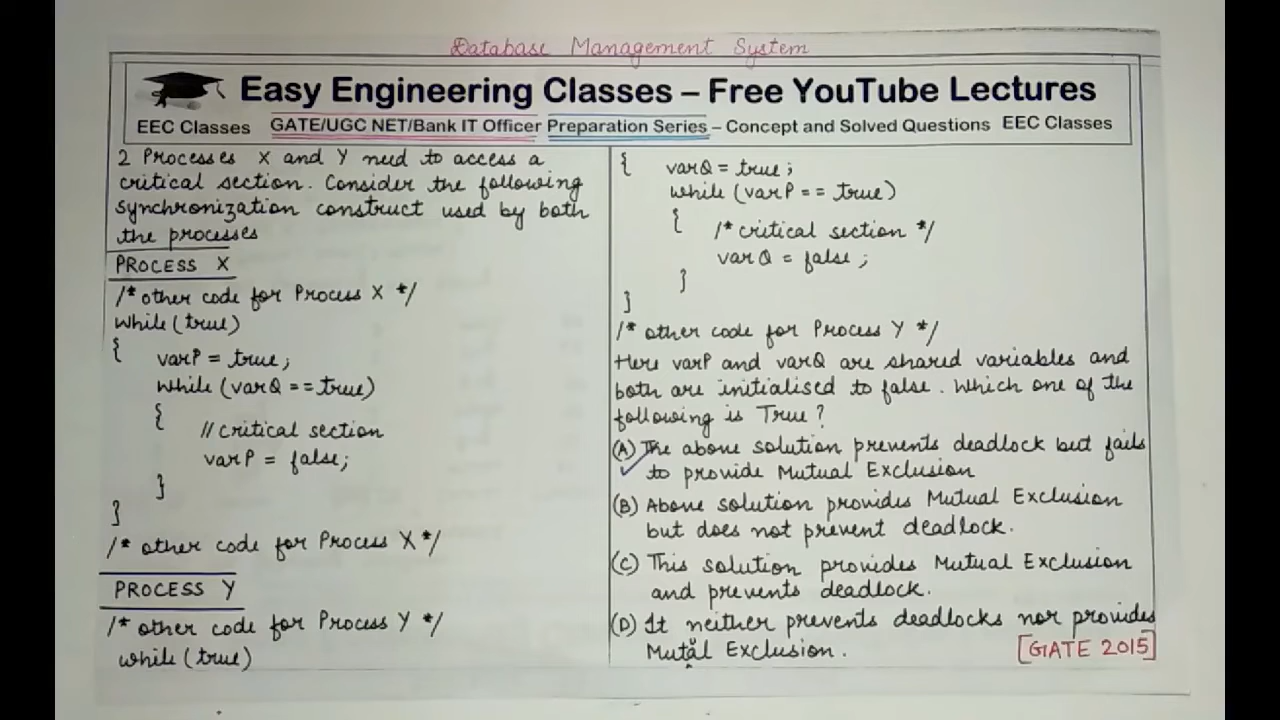 Database Management System
Easy Engineering Classes – Free YouTube Lectures
EEC Classes GATE/UGC NET/Bank IT Officer Preparation Series – Concept and Solved Questions EEC Classes
2 Processes X and Y need to access a
critical section. Consider the following
synchronization construct used by both
the processes
PROCESS X
/* other code for Process X */
while(true)
{ varP = true;
while (varQ == true)
{
// critical section
varP = false;
}
}
/* other code for Process X */
PROCESS Y
/* other code for Process Y */
while(true)
{ varQ = true;
while (varP == true)
{ /* critical section */
varQ = false;
}
}
/* other code for Process Y */
Here varP and varQ are shared variables and
both are initialised to false. Which one of the
following is True?
(A) The above solution prevents deadlock but fails
to provide Mutual Exclusion
(B) Above solution provides Mutual Exclusion
but does not prevent deadlock.
(C) This solution provides Mutual Exclusion
and prevents deadlock.
(D) It neither prevents deadlocks nor provides
Mutual Exclusion.
[GATE 2015]